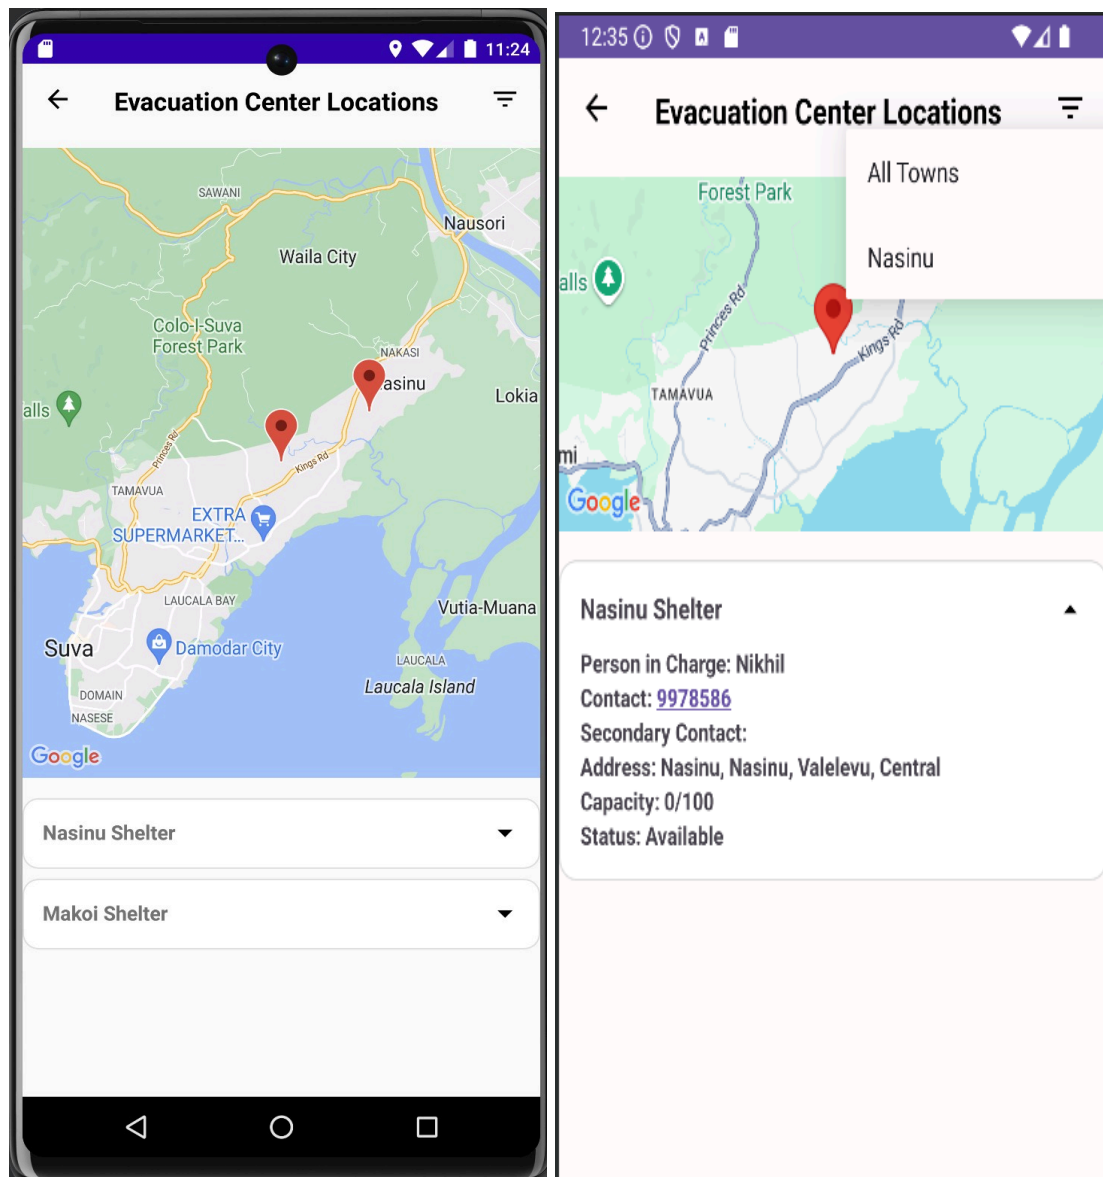 11:24
Evacuation Center Locations
SAWANI
Nausori
Waila City
Colo-I-Suva
Forest Park
NAKASI
asinu
Lokia
alls
Princes Rd
Kings Rd
TAMAVUA
EXTRA
SUPERMARKET...
LAUCALA BAY
Vutia-Muana
Suva
Damodar City
LAUCALA
Laucala Island
DOMAIN
NASESE
Google
Nasinu Shelter
Makoi Shelter
12:35
Evacuation Center Locations
All Towns
Nasinu
Forest Park
alls
Princes Rd
Kings Rd
TAMAVUA
mi
Google
Nasinu Shelter
Person in Charge: Nikhil
Contact: 9978586
Secondary Contact:
Address: Nasinu, Nasinu, Valelevu, Central
Capacity: 0/100
Status: Available